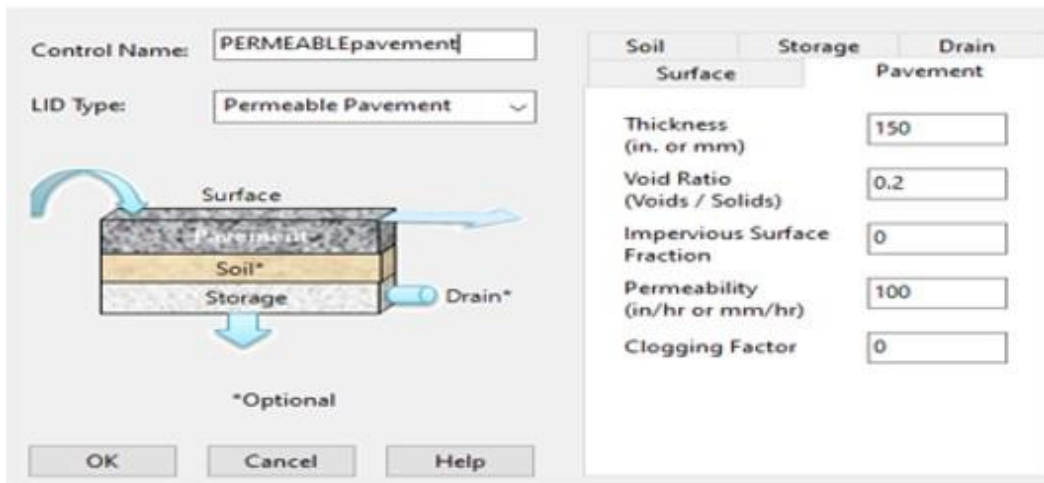 Control Name: PERMEABLEpavement
LID Type: Permeable Pavement
Surface
Pavement
Soil*
Storage
Drain*
*Optional
OK Cancel Help
Soil Storage Drain
Surface Pavement
Thickness
(in. or mm)
150
Void Ratio
(Voids / Solids)
0.2
Impervious Surface
Fraction
0
Permeability
(in/hr or mm/hr)
100
Clogging Factor
0